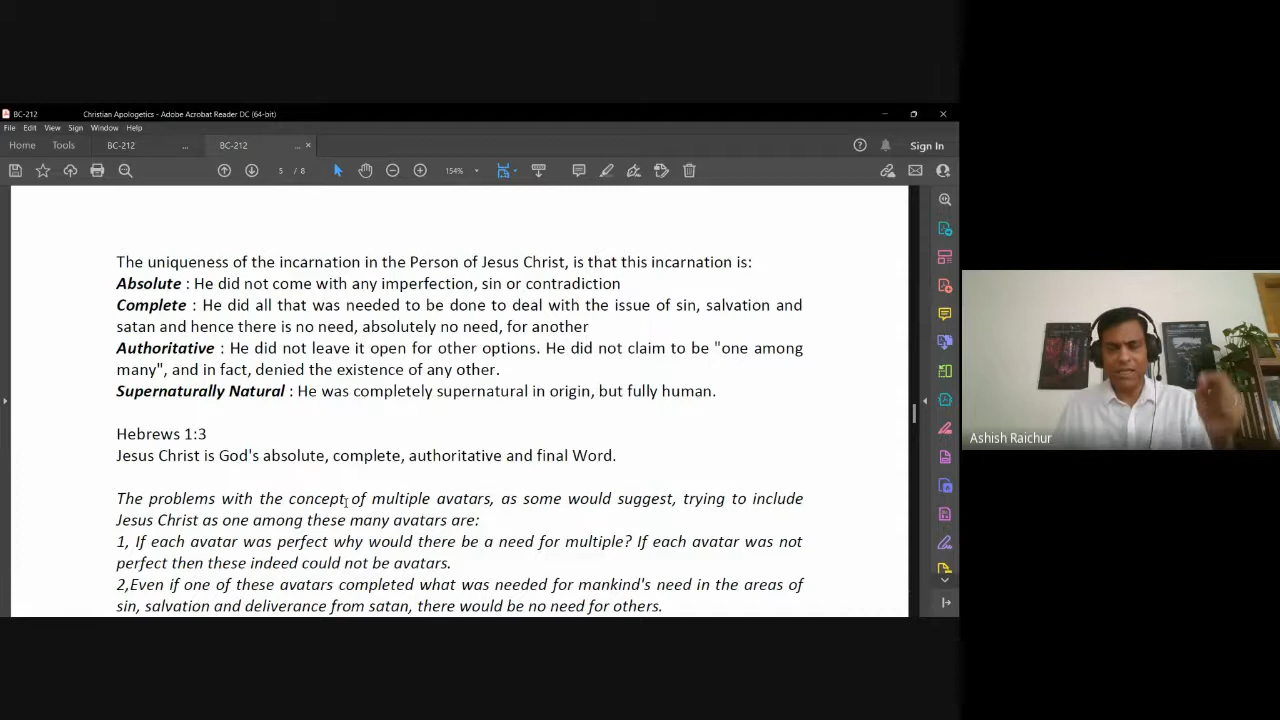 BC-212 Christian Apologetics - Adobe Acrobat Reader DC (64-bit)
File Edit View Sign Window Help
Home Tools BC-212 ... BC-212 ... × Sign In
5 / 8 154%
The uniqueness of the incarnation in the Person of Jesus Christ, is that this incarnation is:
Absolute : He did not come with any imperfection, sin or contradiction
Complete : He did all that was needed to be done to deal with the issue of sin, salvation and
satan and hence there is no need, absolutely no need, for another
Authoritative : He did not leave it open for other options. He did not claim to be "one among
many", and in fact, denied the existence of any other.
Supernaturally Natural : He was completely supernatural in origin, but fully human.
Hebrews 1:3
Jesus Christ is God's absolute, complete, authoritative and final Word.
The problems with the concept of multiple avatars, as some would suggest, trying to include
Jesus Christ as one among these many avatars are:
1, If each avatar was perfect why would there be a need for multiple? If each avatar was not
perfect then these indeed could not be avatars.
2,Even if one of these avatars completed what was needed for mankind's need in the areas of
sin, salvation and deliverance from satan, there would be no need for others.
Ashish Raichur